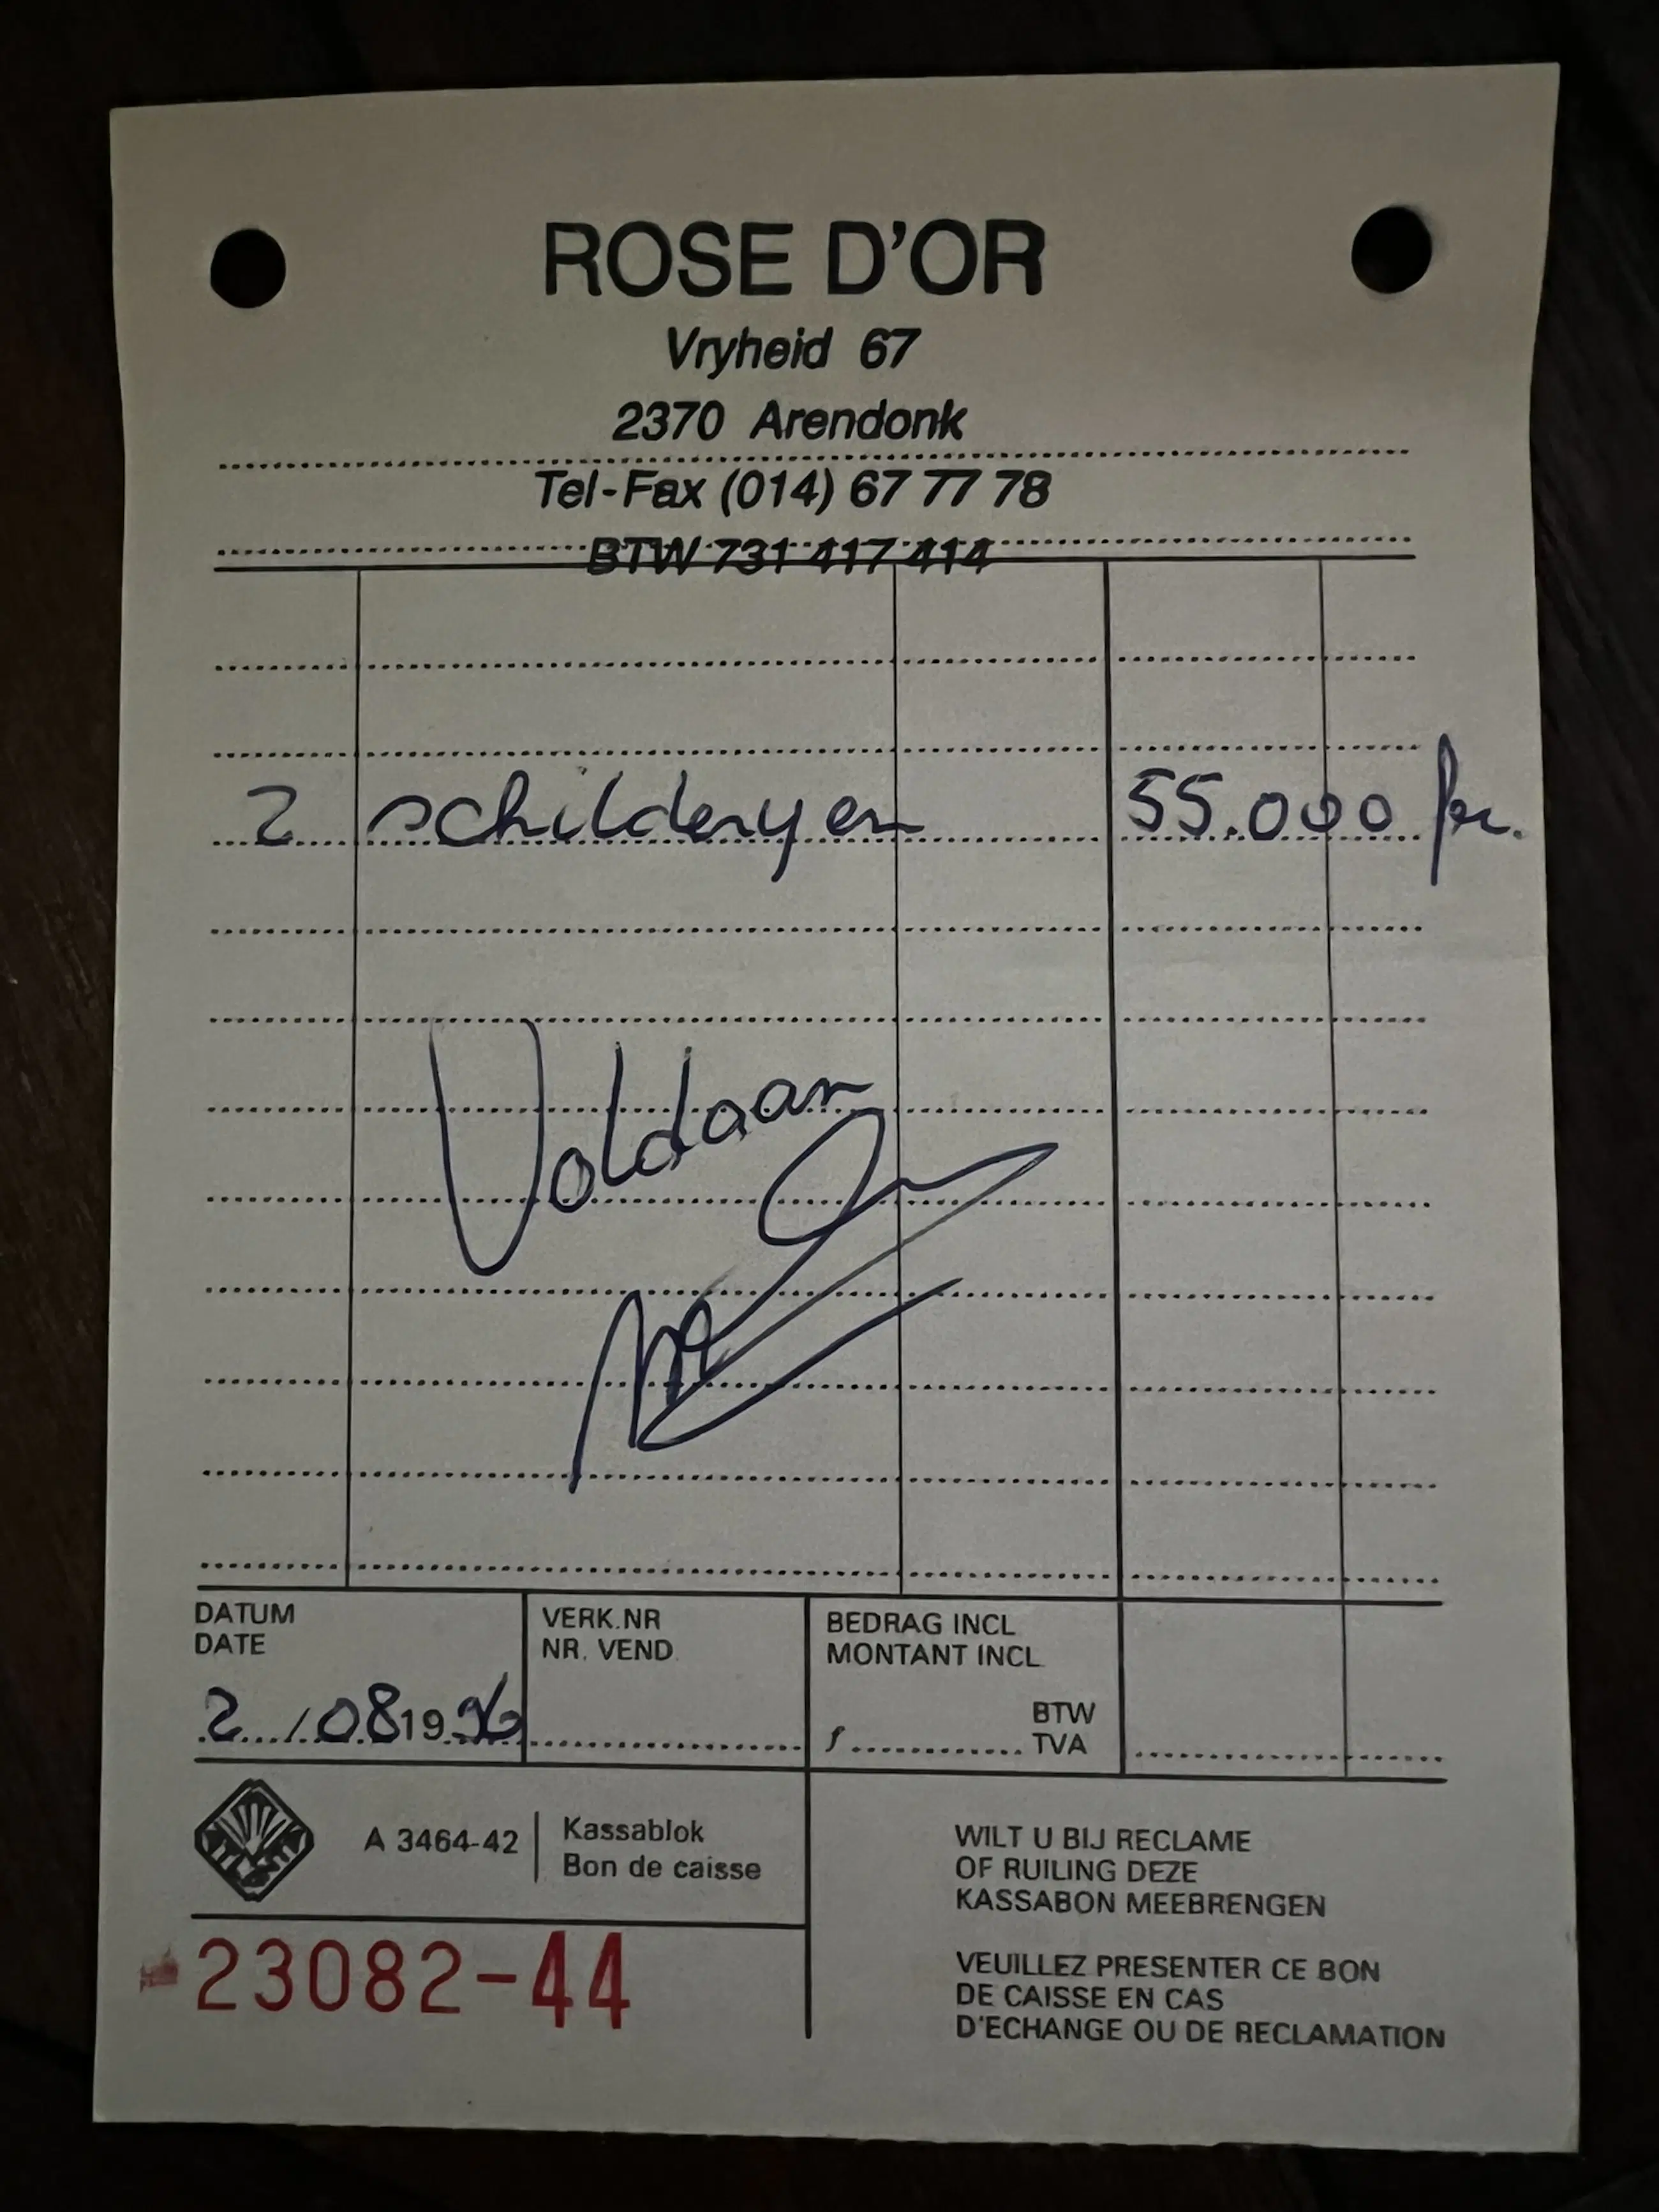 ROSE D'OR
Vryheid 67
2370 Arendonk
Tel-Fax (014) 67 77 78
BTW 731 417 414
2 schilderyen 55.000 fr.
Voldaan
DATUM
DATE
2 / 08 1996
VERK.NR
NR. VEND.
BEDRAG INCL
MONTANT INCL
f BTW
TVA
A 3464-42
Kassablok
Bon de caisse
23082-44
WILT U BIJ RECLAME
OF RUILING DEZE
KASSABON MEEBRENGEN
VEUILLEZ PRESENTER CE BON
DE CAISSE EN CAS
D'ECHANGE OU DE RECLAMATION